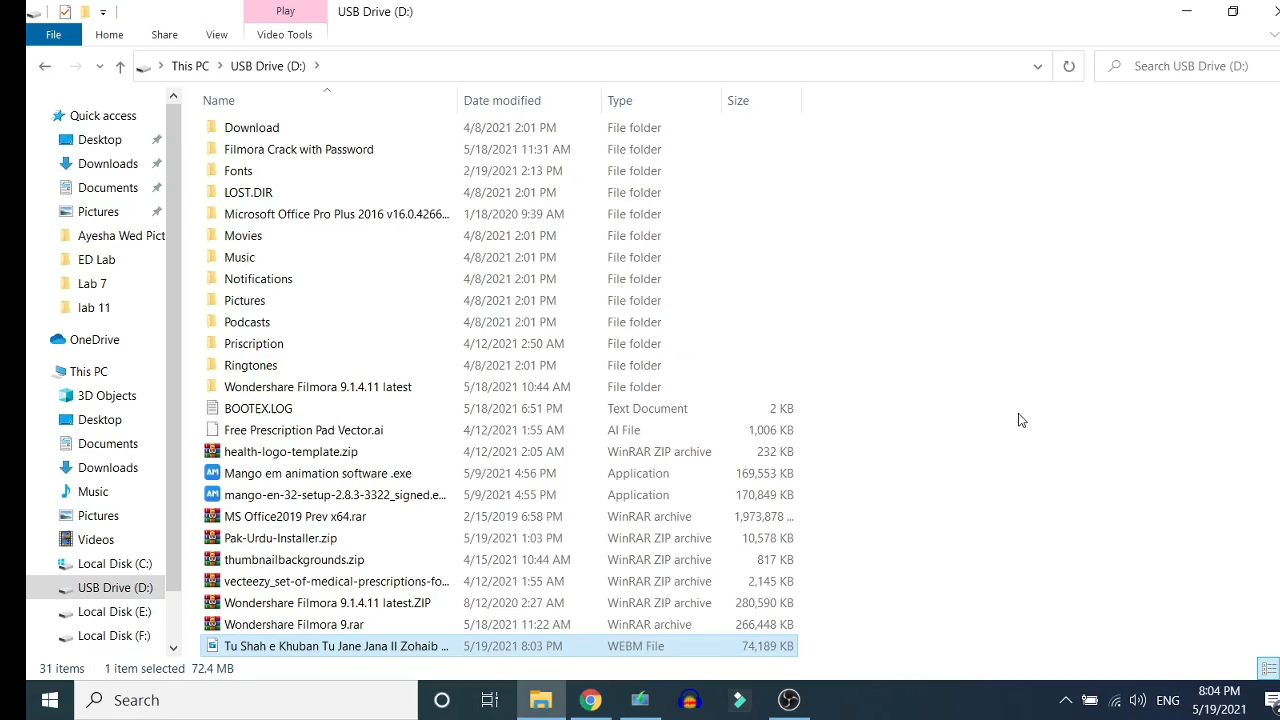 Play USB Drive (D:)
File Home Share View Video Tools
This PC USB Drive (D:) Search USB Drive (D:)
Name Date modified Type Size
Quick access
Desktop
Downloads
Documents
Pictures
Ayesha Wed Pict
ED Lab
Lab 7
lab 11
OneDrive
This PC
3D Objects
Desktop
Documents
Downloads
Music
Pictures
Videos
Local Disk (C:)
USB Drive (D:)
Local Disk (E:)
Local Disk (F:)
Download 4/8/2021 2:01 PM File folder
Filmora Crack with Password 5/18/2021 11:31 AM File folder
Fonts 2/19/2021 2:13 PM File folder
LOST.DIR 4/8/2021 2:01 PM File folder
Microsoft Office Pro Plus 2016 v16.0.4266... 1/18/2020 9:39 AM File folder
Movies 4/8/2021 2:01 PM File folder
Music 4/8/2021 2:01 PM File folder
Notifications 4/8/2021 2:01 PM File folder
Pictures 4/8/2021 2:01 PM File folder
Podcasts 4/8/2021 2:01 PM File folder
Priscription 4/12/2021 2:50 AM File folder
Ringtones 4/8/2021 2:01 PM File folder
Wondershare Filmora 9.1.4.11 latest 5/18/2021 10:44 AM File folder
BOOTEX.LOG 5/18/2021 6:51 PM Text Document 2 KB
Free Prescription Pad Vector.ai 4/12/2021 1:55 AM AI File 1,006 KB
health-logo-template.zip 4/12/2021 2:05 AM WinRAR ZIP archive 232 KB
AM Mango em animation software .exe 5/9/2021 4:56 PM Application 169,553 KB
AM mango-en-32-setup-2.8.3-3322_signed.e... 5/9/2021 4:55 PM Application 170,849 KB
MS Office2019 Prev x64.rar 2/15/2019 6:58 PM WinRAR archive 1,973,878 ...
Pak-Urdu-Installer.zip 5/19/2021 1:03 PM WinRAR ZIP archive 10,578 KB
thumbnailbackgrounds.zip 4/15/2021 10:44 AM WinRAR ZIP archive 817 KB
vecteezy_set-of-medical-prescriptions-fo... 4/12/2021 1:55 AM WinRAR ZIP archive 2,145 KB
Wondershare Filmora 9.1.4.11 latest.ZIP 8/12/2020 2:27 AM WinRAR ZIP archive 280,590 KB
Wondershare Filmora 9.rar 5/18/2021 11:22 AM WinRAR archive 266,448 KB
Tu Shah e Khuban Tu Jane Jana II Zohaib ... 5/19/2021 8:03 PM WEBM File 74,189 KB
31 items 1 item selected 72.4 MB
Search ENG 8:04 PM
5/19/2021